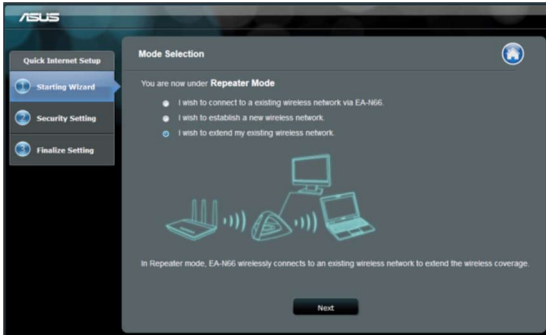 ASUS
Quick Internet Setup
1 Starting Wizard
2 Security Setting
3 Finalize Setting
Mode Selection
You are now under Repeater Mode
I wish to connect to a existing wireless network via EA-N66.
I wish to establish a new wireless network.
I wish to extend my existing wireless network.
In Repeater mode, EA-N66 wirelessly connects to an existing wireless network to extend the wireless coverage.
Next